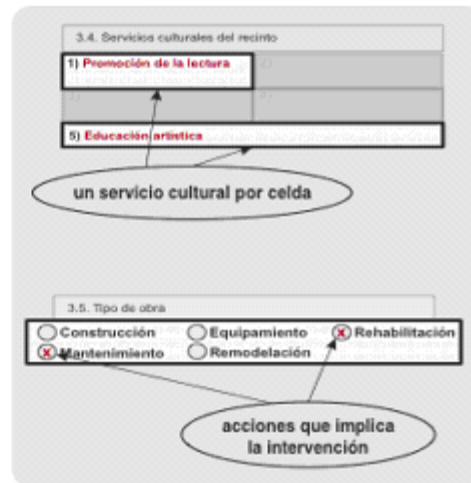 3.4. Servicios culturales del recinto
1) Promoción de la lectura
5) Educación artística
un servicio cultural por celda
3.5. Tipo de obra
Construcción Equipamiento X Rehabilitación
X Mantenimiento Remodelación
acciones que implica
la intervención